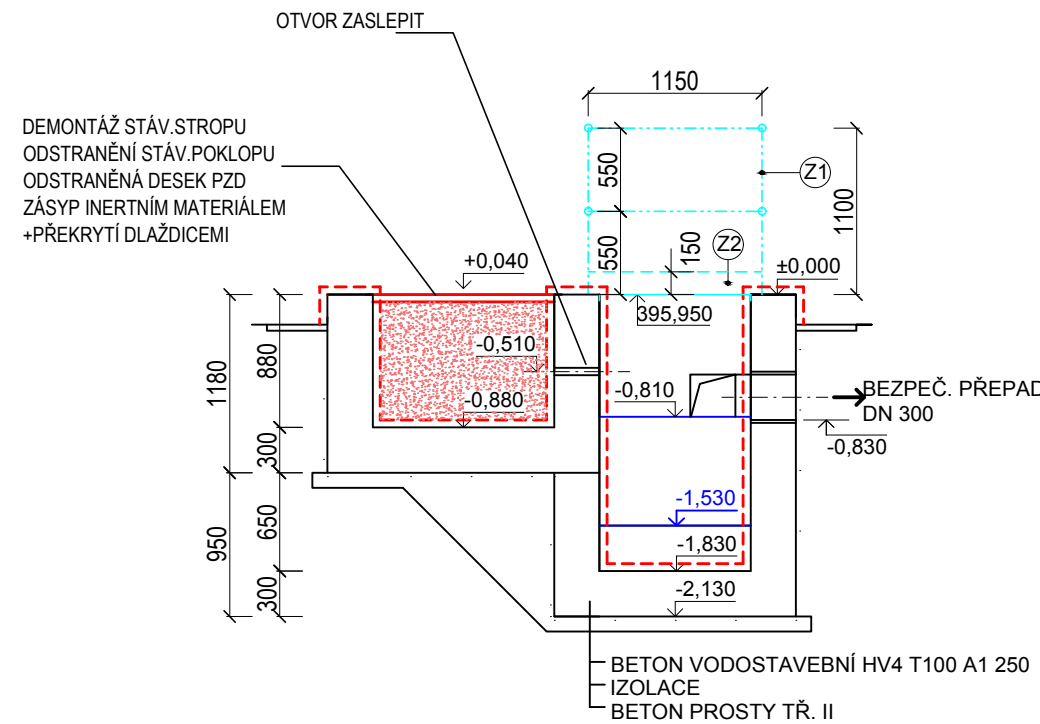 OTVOR ZASLEPIT
1150
DEMONTÁŽ STÁV.STROPU
ODSTRANĚNÍ STÁV.POKLOPU
ODSTRANĚNÁ DESEK PZD
ZÁSYP INERTNÍM MATERIÁLEM
+PŘEKRYTÍ DLAŽDICEMI
550
Z1
1100
550
150
Z2
+0,040
±0,000
395,950
1180
880
-0,510
-0,810
BEZPEČ. PŘEPAD
DN 300
-0,880
-0,830
300
950
650
-1,530
-1,830
300
-2,130
BETON VODOSTAVEBNÍ HV4 T100 A1 250
IZOLACE
BETON PROSTY TŘ. II